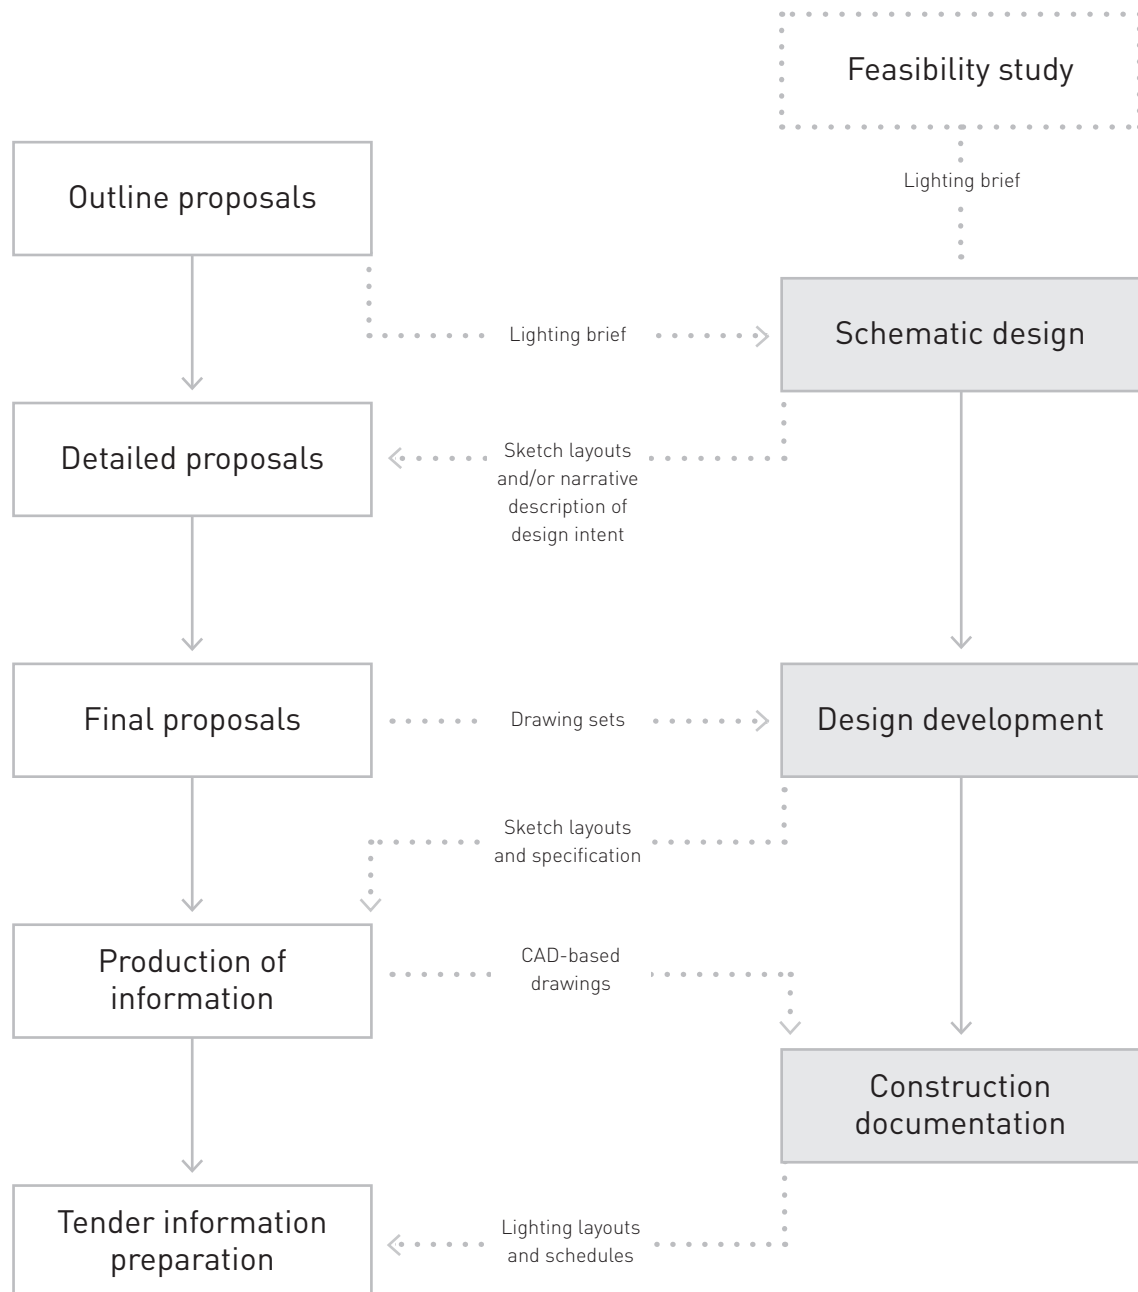 Feasibility study
Lighting brief
Outline proposals
Lighting brief
Schematic design
Detailed proposals
Sketch layouts
and/or narrative
description of
design intent
Final proposals
Drawing sets
Design development
Sketch layouts
and specification
Production of
information
CAD-based
drawings
Construction
documentation
Tender information
preparation
Lighting layouts
and schedules